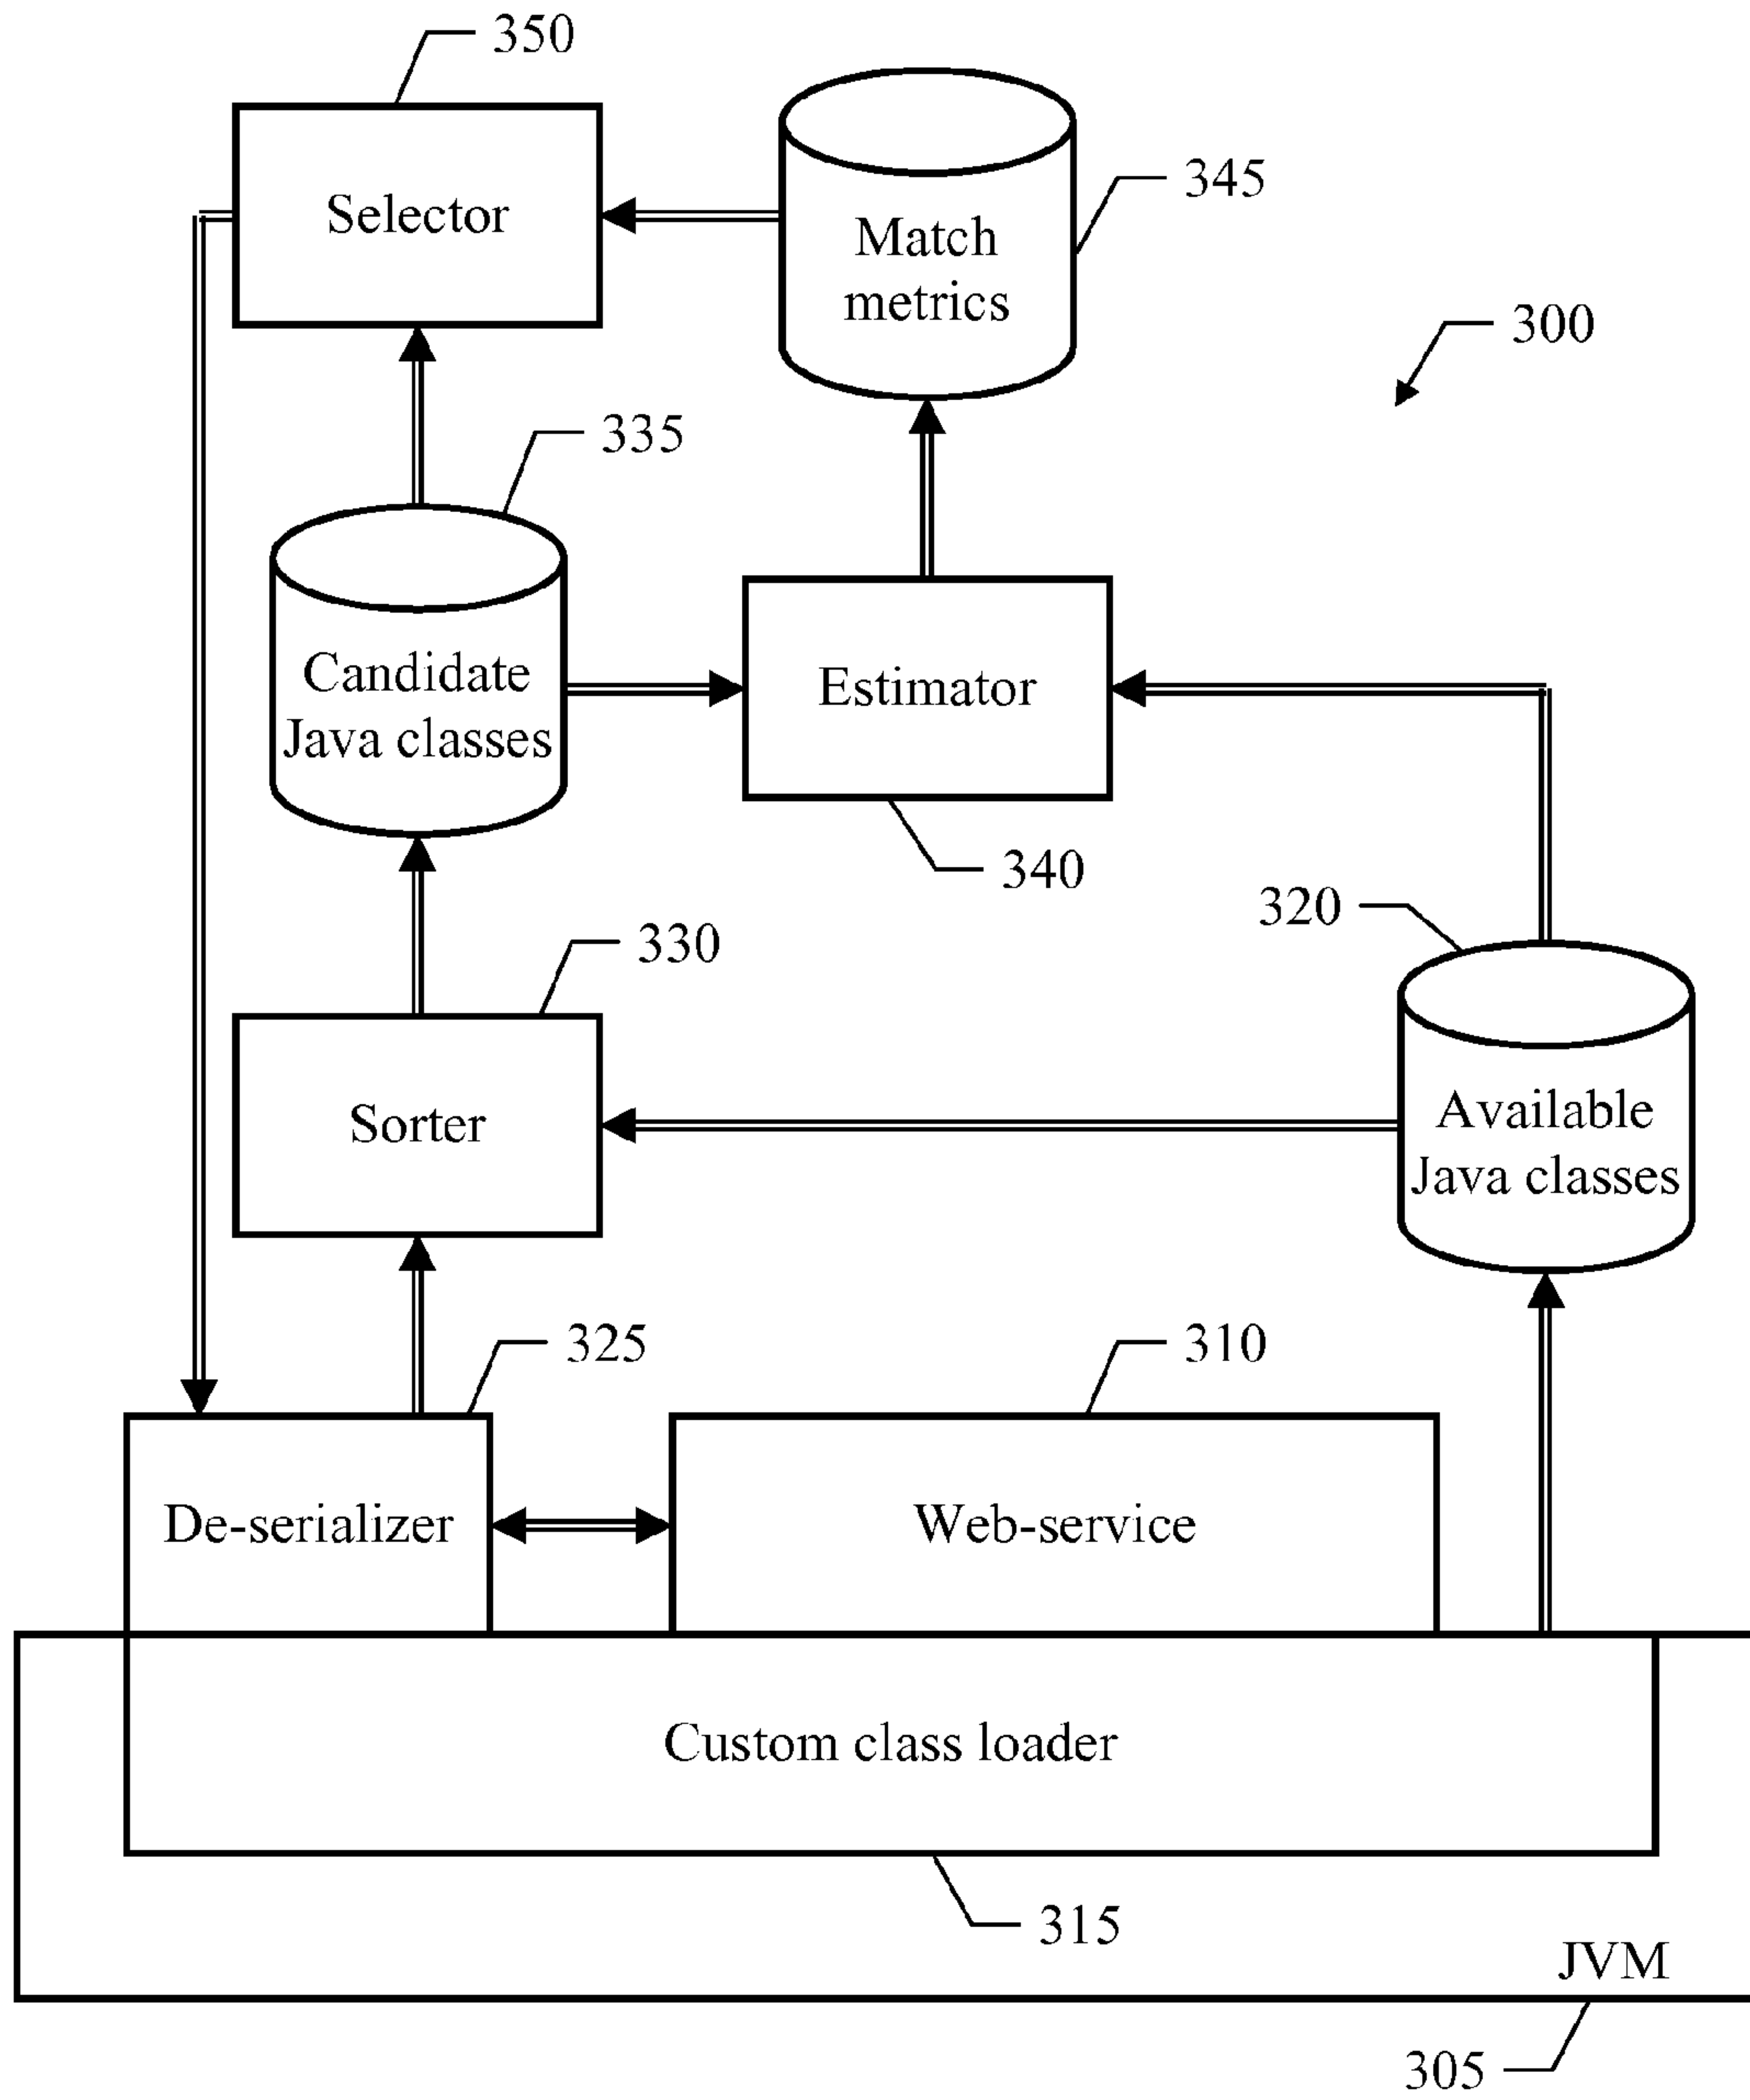 350
Selector
Match
metrics
345
300
335
Candidate
Java classes
Estimator
340
320
330
Sorter
Available
Java classes
325
310
De-serializer
Web-service
Custom class loader
315
JVM
305